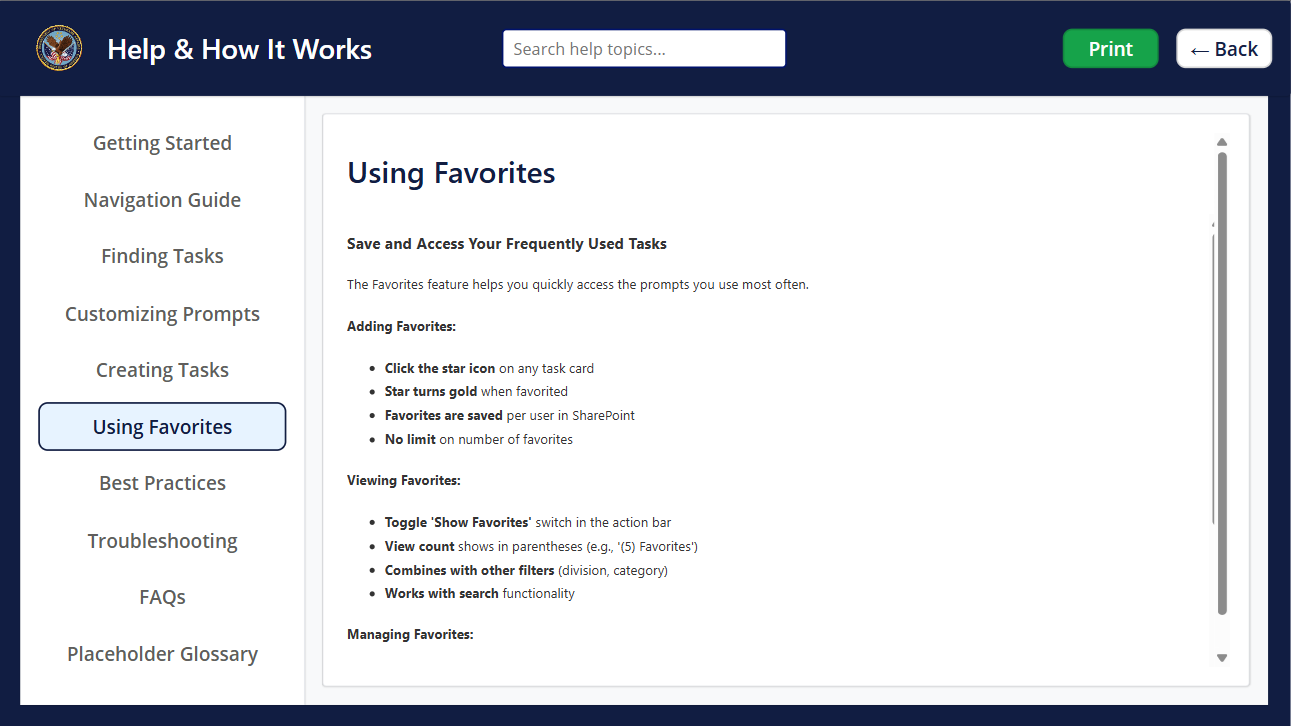 Help & How It Works
Search help topics...
Print
← Back
Getting Started
Navigation Guide
Finding Tasks
Customizing Prompts
Creating Tasks
Using Favorites
Best Practices
Troubleshooting
FAQs
Placeholder Glossary
Using Favorites
Save and Access Your Frequently Used Tasks
The Favorites feature helps you quickly access the prompts you use most often.
Adding Favorites:
• Click the star icon on any task card
• Star turns gold when favorited
• Favorites are saved per user in SharePoint
• No limit on number of favorites
Viewing Favorites:
• Toggle 'Show Favorites' switch in the action bar
• View count shows in parentheses (e.g., '(5) Favorites')
• Combines with other filters (division, category)
• Works with search functionality
Managing Favorites: